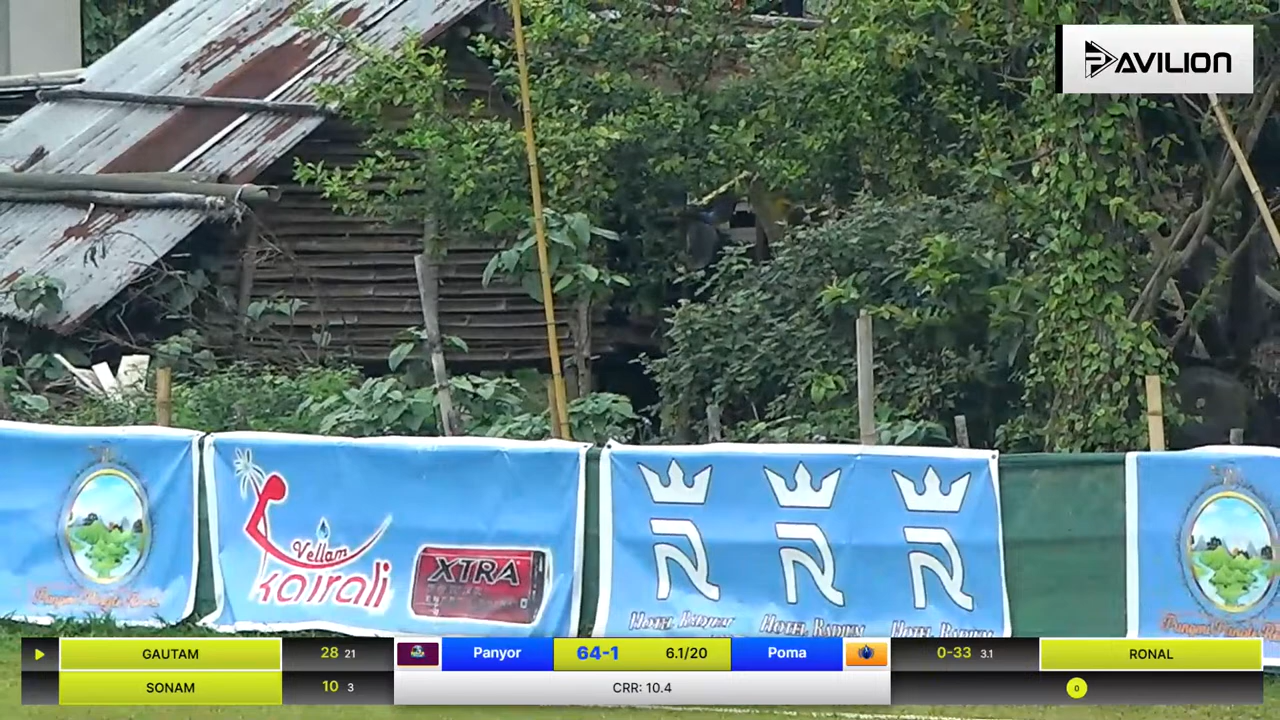 PAVILION
Vellam
Kairali
XTRA
HOTEL RADIUM
HOTEL RADIUM
HOTEL RADIUM
GAUTAM 28 21
Panyor 64-1 6.1/20 Poma
0-33 3.1 RONAL
SONAM 10 3
CRR: 10.4
0